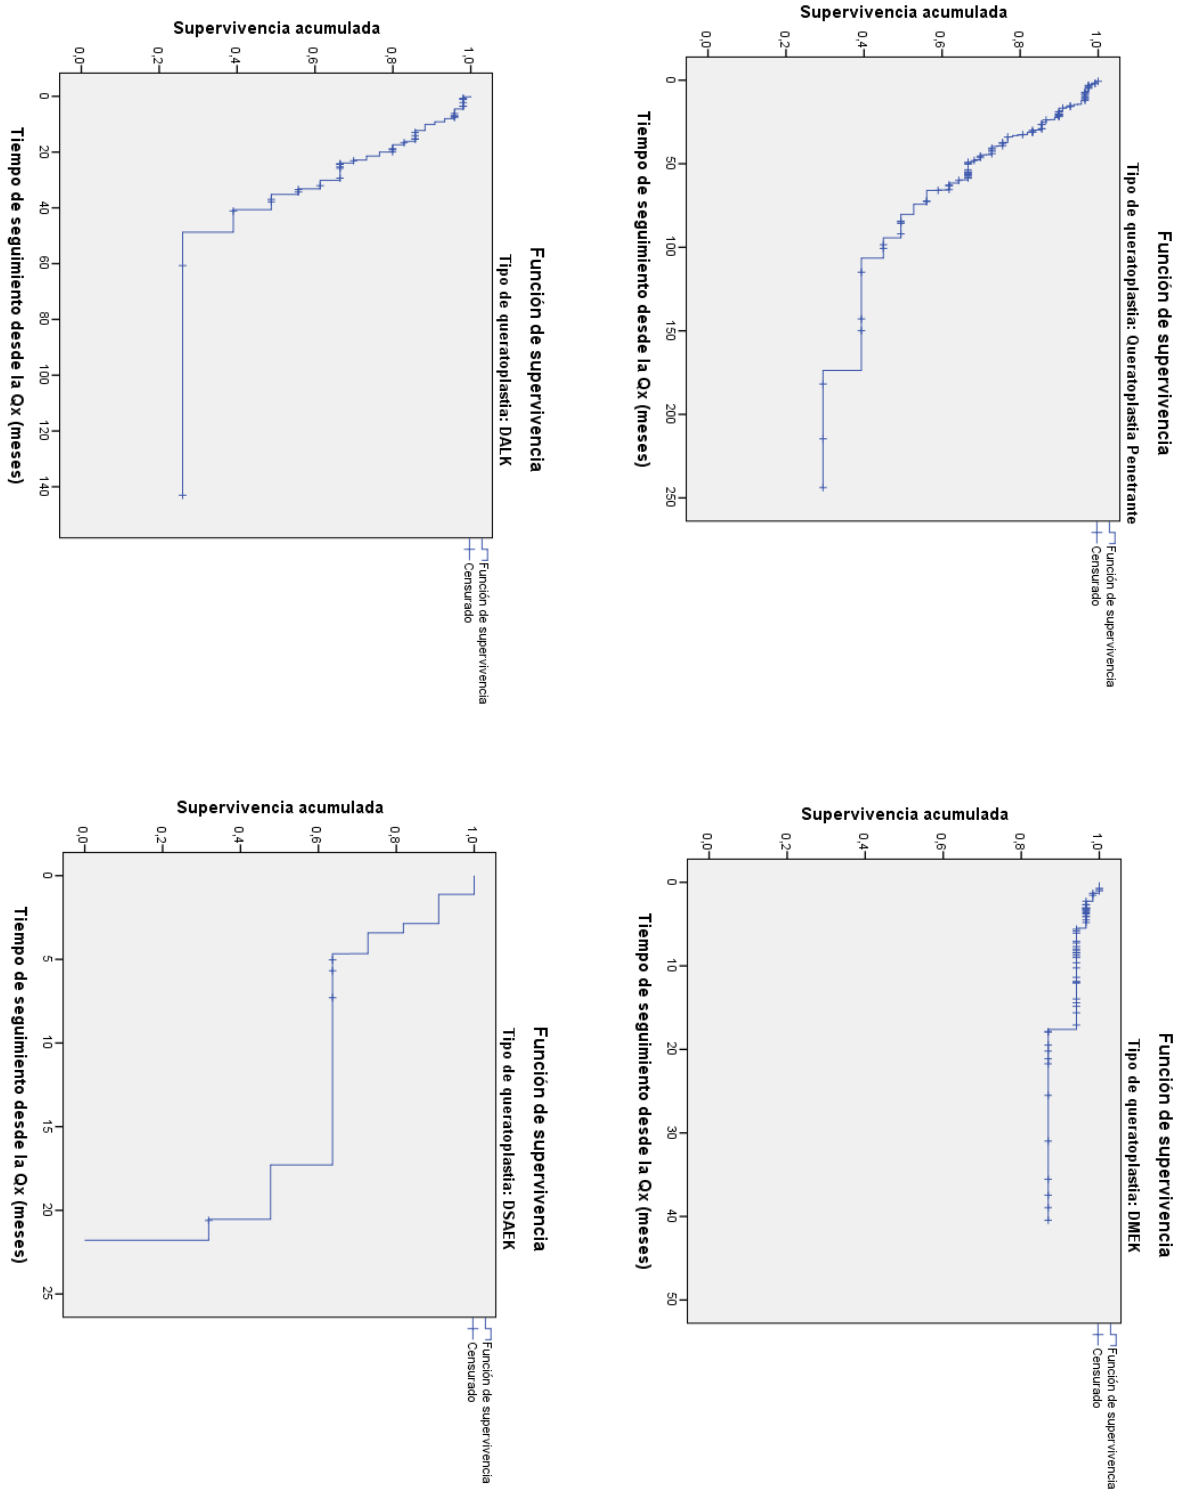 Función de supervivencia
Tipo de queratoplastia: Queratoplastia Penetrante
Supervivencia acumulada
1,0
0,8
0,6
0,4
0,2
0,0
0
50
100
150
200
250
Tiempo de seguimiento desde la Qx (meses)
Función de supervivencia
Censurado
Función de supervivencia
Tipo de queratoplastia: DMEK
Supervivencia acumulada
1,0
0,8
0,6
0,4
0,2
0,0
0
10
20
30
40
50
Tiempo de seguimiento desde la Qx (meses)
Función de supervivencia
Censurado
Función de supervivencia
Tipo de queratoplastia: DALK
Supervivencia acumulada
1,0
0,8
0,6
0,4
0,2
0,0
0
20
40
60
80
100
120
140
Tiempo de seguimiento desde la Qx (meses)
Función de supervivencia
Censurado
Función de supervivencia
Tipo de queratoplastia: DSAEK
Supervivencia acumulada
1,0
0,8
0,6
0,4
0,2
0,0
0
5
10
15
20
25
Tiempo de seguimiento desde la Qx (meses)
Función de supervivencia
Censurado